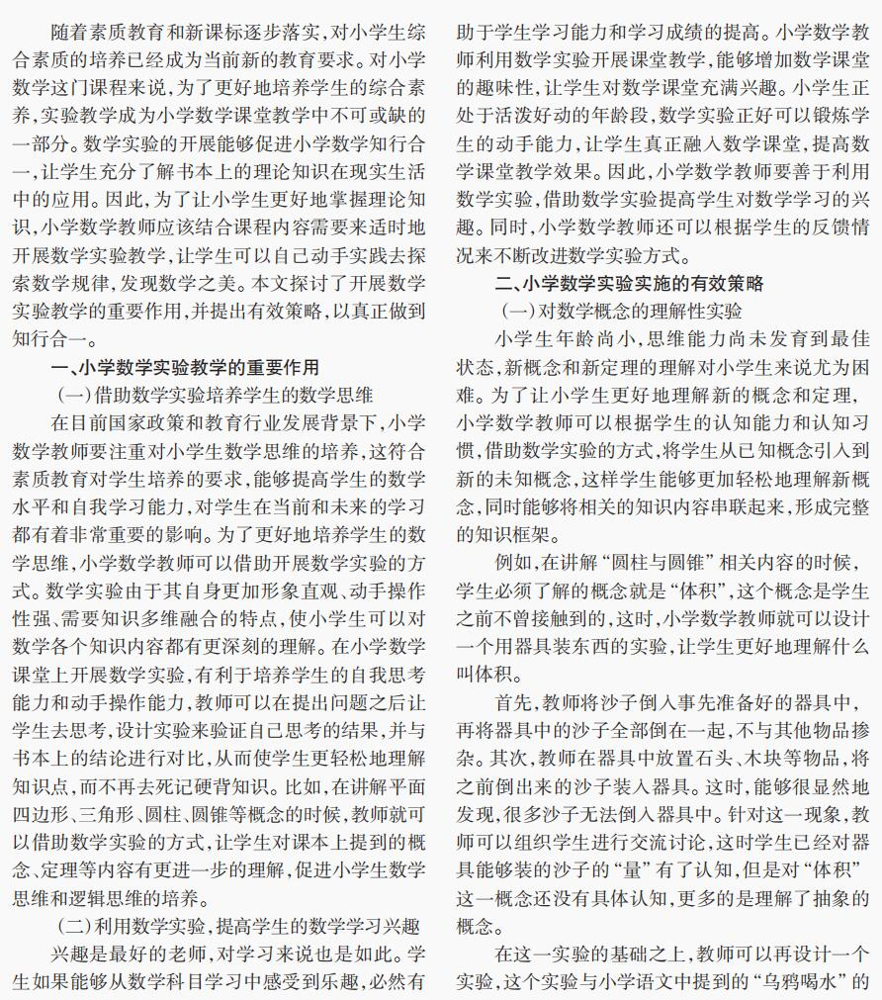 随着素质教育和新课标逐步落实,对小学生综
合素质的培养已经成为当前新的教育要求。对小学
数学这门课程来说,为了更好地培养学生的综合素
养,实验教学成为小学数学课堂教学中不可或缺的
一部分。数学实验的开展能够促进小学数学知行合
一,让学生充分了解书本上的理论知识在现实生活
中的应用。因此,为了让小学生更好地掌握理论知
识,小学数学教师应该结合课程内容需要来适时地
开展数学实验教学,让学生可以自己动手实践去探
索数学规律,发现数学之美。本文探讨了开展数学
实验教学的重要作用,并提出有效策略,以真正做到
知行合一。
一、小学数学实验教学的重要作用
(一)借助数学实验培养学生的数学思维
在目前国家政策和教育行业发展背景下,小学
数学教师要注重对小学生数学思维的培养,这符合
素质教育对学生培养的要求,能够提高学生的数学
水平和自我学习能力,对学生在当前和未来的学习
都有着非常重要的影响。为了更好地培养学生的数
学思维,小学数学教师可以借助开展数学实验的方
式。数学实验由于其自身更加形象直观、动手操作
性强、需要知识多维融合的特点,使小学生可以对
数学各个知识内容都有更深刻的理解。在小学数学
课堂上开展数学实验,有利于培养学生的自我思考
能力和动手操作能力,教师可以在提出问题之后让
学生去思考,设计实验来验证自己思考的结果,并与
书本上的结论进行对比,从而使学生更轻松地理解
知识点,而不再去死记硬背知识。比如,在讲解平面
四边形、三角形、圆柱、圆锥等概念的时候,教师就可
以借助数学实验的方式,让学生对课本上提到的概
念、定理等内容有更进一步的理解,促进小学生数学
思维和逻辑思维的培养。
(二)利用数学实验,提高学生的数学学习兴趣
兴趣是最好的老师,对学习来说也是如此。学
生如果能够从数学科目学习中感受到乐趣,必然有
助于学生学习能力和学习成绩的提高。小学数学教
师利用数学实验开展课堂教学,能够增加数学课堂
的趣味性,让学生对数学课堂充满兴趣。小学生正
处于活泼好动的年龄段,数学实验正好可以锻炼学
生的动手能力,让学生真正融入数学课堂,提高数
学课堂教学效果。因此,小学数学教师要善于利用
数学实验,借助数学实验提高学生对数学学习的兴
趣。同时,小学数学教师还可以根据学生的反馈情
况来不断改进数学实验方式。
二、小学数学实验实施的有效策略
(一)对数学概念的理解性实验
小学生年龄尚小,思维能力尚未发育到最佳
状态,新概念和新定理的理解对小学生来说尤为困
难。为了让小学生更好地理解新的概念和定理,
小学数学教师可以根据学生的认知能力和认知习
惯,借助数学实验的方式,将学生从已知概念引入到
新的未知概念,这样学生能够更加轻松地理解新概
念,同时能够将相关的知识内容串联起来,形成完整
的知识框架。
例如,在讲解“圆柱与圆锥”相关内容的时候,
学生必须了解的概念就是“体积”,这个概念是学生
之前不曾接触到的,这时,小学数学教师就可以设计
一个用器具装东西的实验,让学生更好地理解什么
叫体积。
首先,教师将沙子倒入事先准备好的器具中,
再将器具中的沙子全部倒在一起,不与其他物品掺
杂。其次,教师在器具中放置石头、木块等物品,将
之前倒出来的沙子装入器具。这时,能够很显然地
发现,很多沙子无法倒入器具中。针对这一现象,教
师可以组织学生进行交流讨论,这时学生已经对器
具能够装的沙子的“量”有了认知,但是对“体积”
这一概念还没有具体认知,更多的是理解了抽象的
概念。
在这一实验的基础之上,教师可以再设计一个
实验,这个实验与小学语文中提到的“乌鸦喝水”的